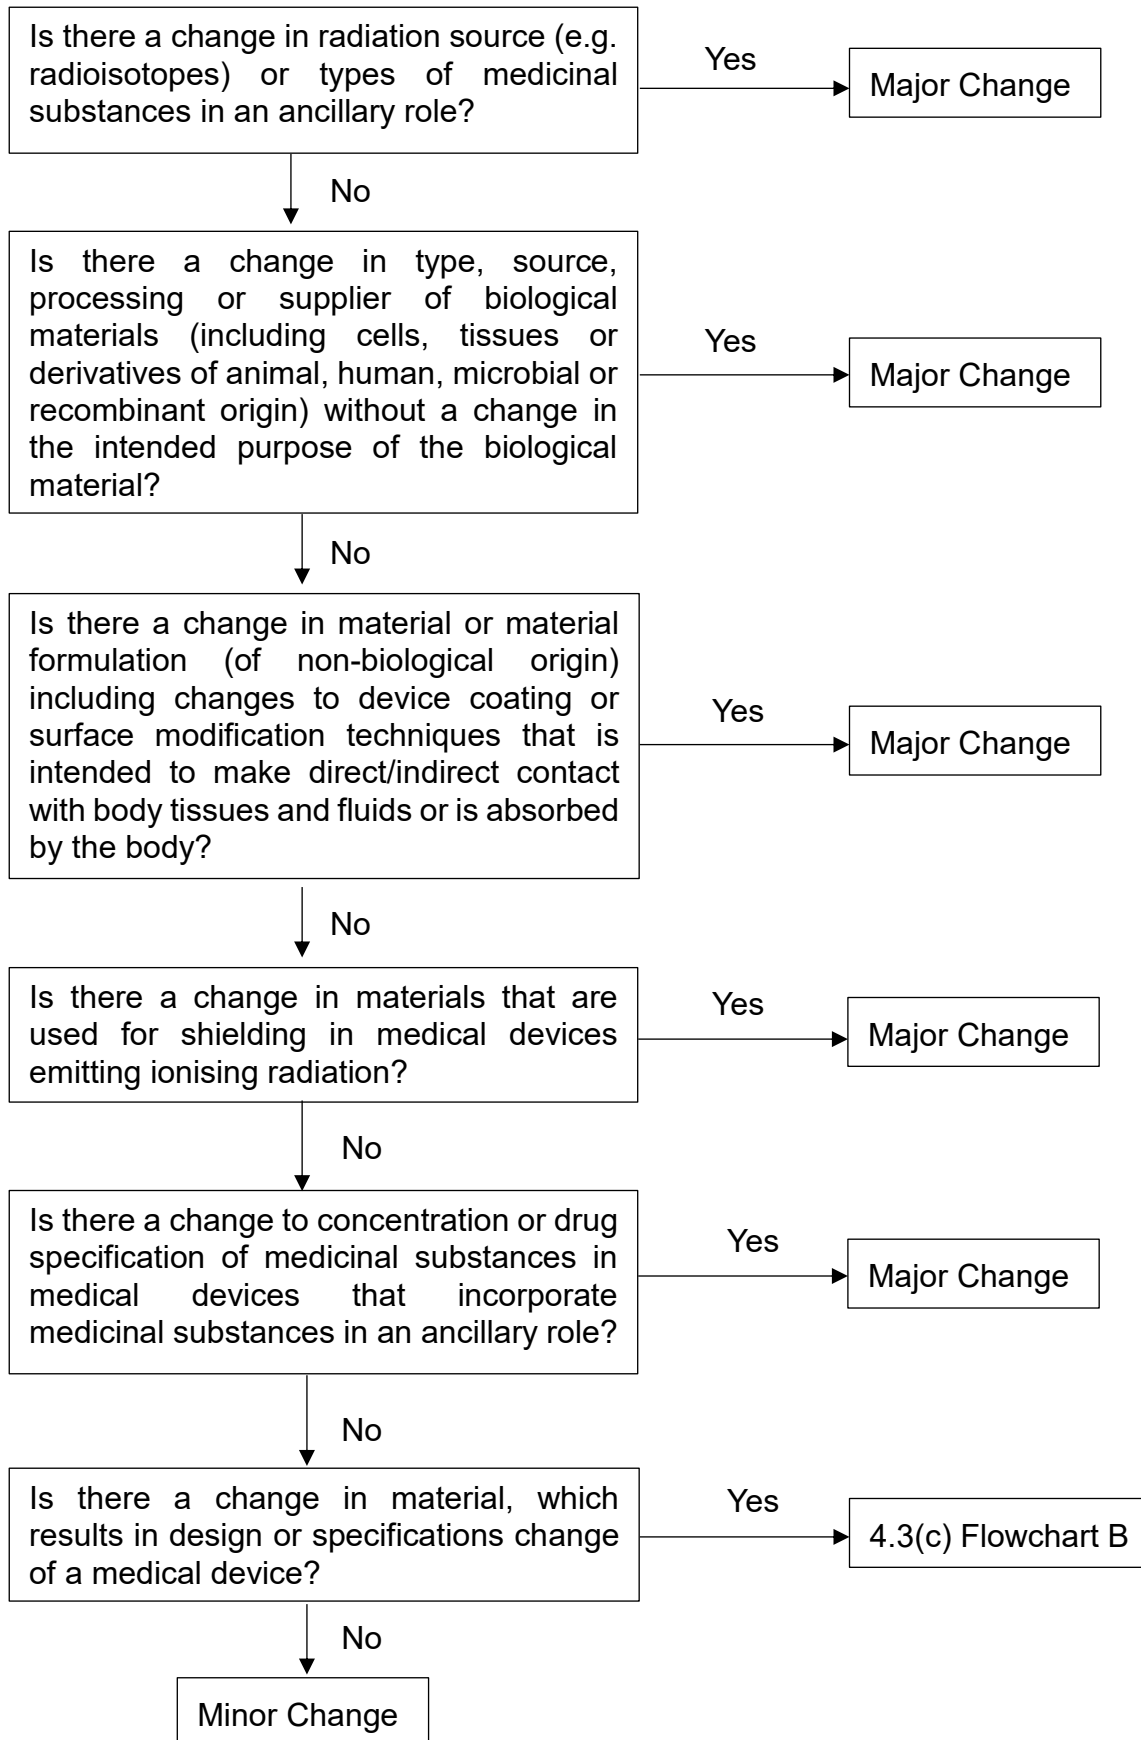 Is there a change in radiation source (e.g.
radioisotopes) or types of medicinal
substances in an ancillary role?
Yes
Major Change
No
Is there a change in type, source,
processing or supplier of biological
materials (including cells, tissues or
derivatives of animal, human, microbial or
recombinant origin) without a change in
the intended purpose of the biological
material?
Yes
Major Change
No
Is there a change in material or material
formulation (of non-biological origin)
including changes to device coating or
surface modification techniques that is
intended to make direct/indirect contact
with body tissues and fluids or is absorbed
by the body?
Yes
Major Change
No
Is there a change in materials that are
used for shielding in medical devices
emitting ionising radiation?
Yes
Major Change
No
Is there a change to concentration or drug
specification of medicinal substances in
medical devices that incorporate
medicinal substances in an ancillary role?
Yes
Major Change
No
Is there a change in material, which
results in design or specifications change
of a medical device?
Yes
4.3(c) Flowchart B
No
Minor Change